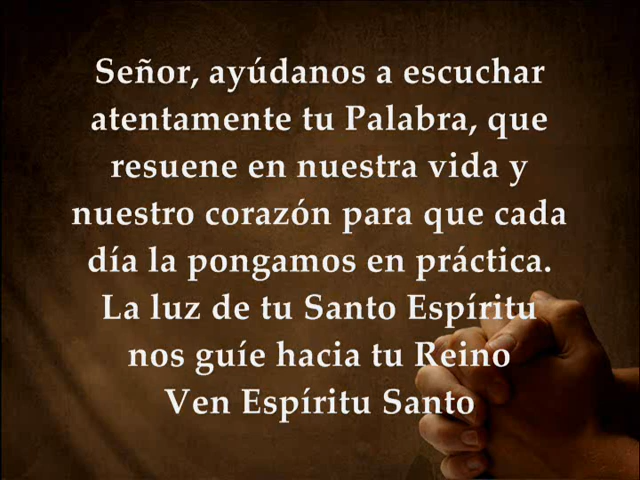 Señor, ayúdanos a escuchar
atentamente tu Palabra, que
resuene en nuestra vida y
nuestro corazón para que cada
día la pongamos en práctica.
La luz de tu Santo Espíritu
nos guíe hacia tu Reino
Ven Espíritu Santo